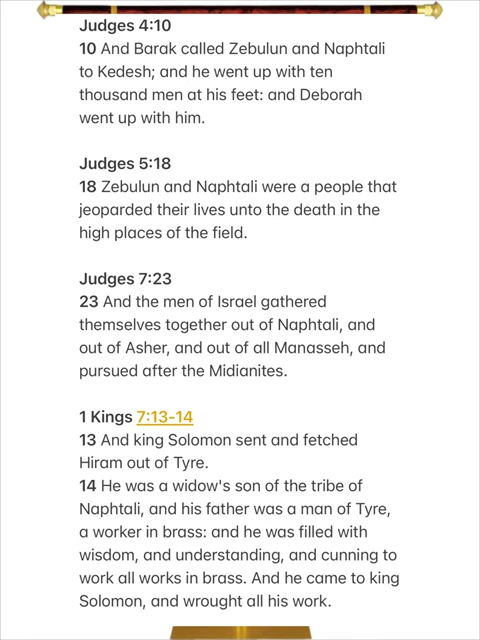 Judges 4:10
10 And Barak called Zebulun and Naphtali
to Kedesh; and he went up with ten
thousand men at his feet: and Deborah
went up with him.
Judges 5:18
18 Zebulun and Naphtali were a people that
jeoparded their lives unto the death in the
high places of the field.
Judges 7:23
23 And the men of Israel gathered
themselves together out of Naphtali, and
out of Asher, and out of all Manasseh, and
pursued after the Midianites.
1 Kings 7:13-14
13 And king Solomon sent and fetched
Hiram out of Tyre.
14 He was a widow's son of the tribe of
Naphtali, and his father was a man of Tyre,
a worker in brass: and he was filled with
wisdom, and understanding, and cunning to
work all works in brass. And he came to king
Solomon, and wrought all his work.